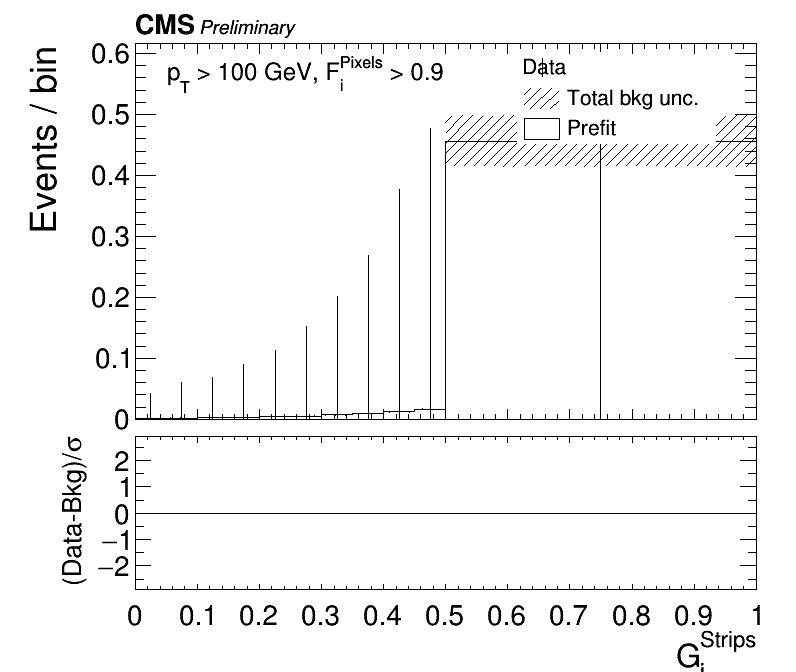 CMS Preliminary
p_T > 100 GeV, F_i^Pixels > 0.9
Data
Total bkg unc.
Prefit
Events / bin
0.6
0.5
0.4
0.3
0.2
0.1
0
(Data-Bkg)/σ
2
1
0
−1
−2
0 0.1 0.2 0.3 0.4 0.5 0.6 0.7 0.8 0.9 1
G_i^Strips